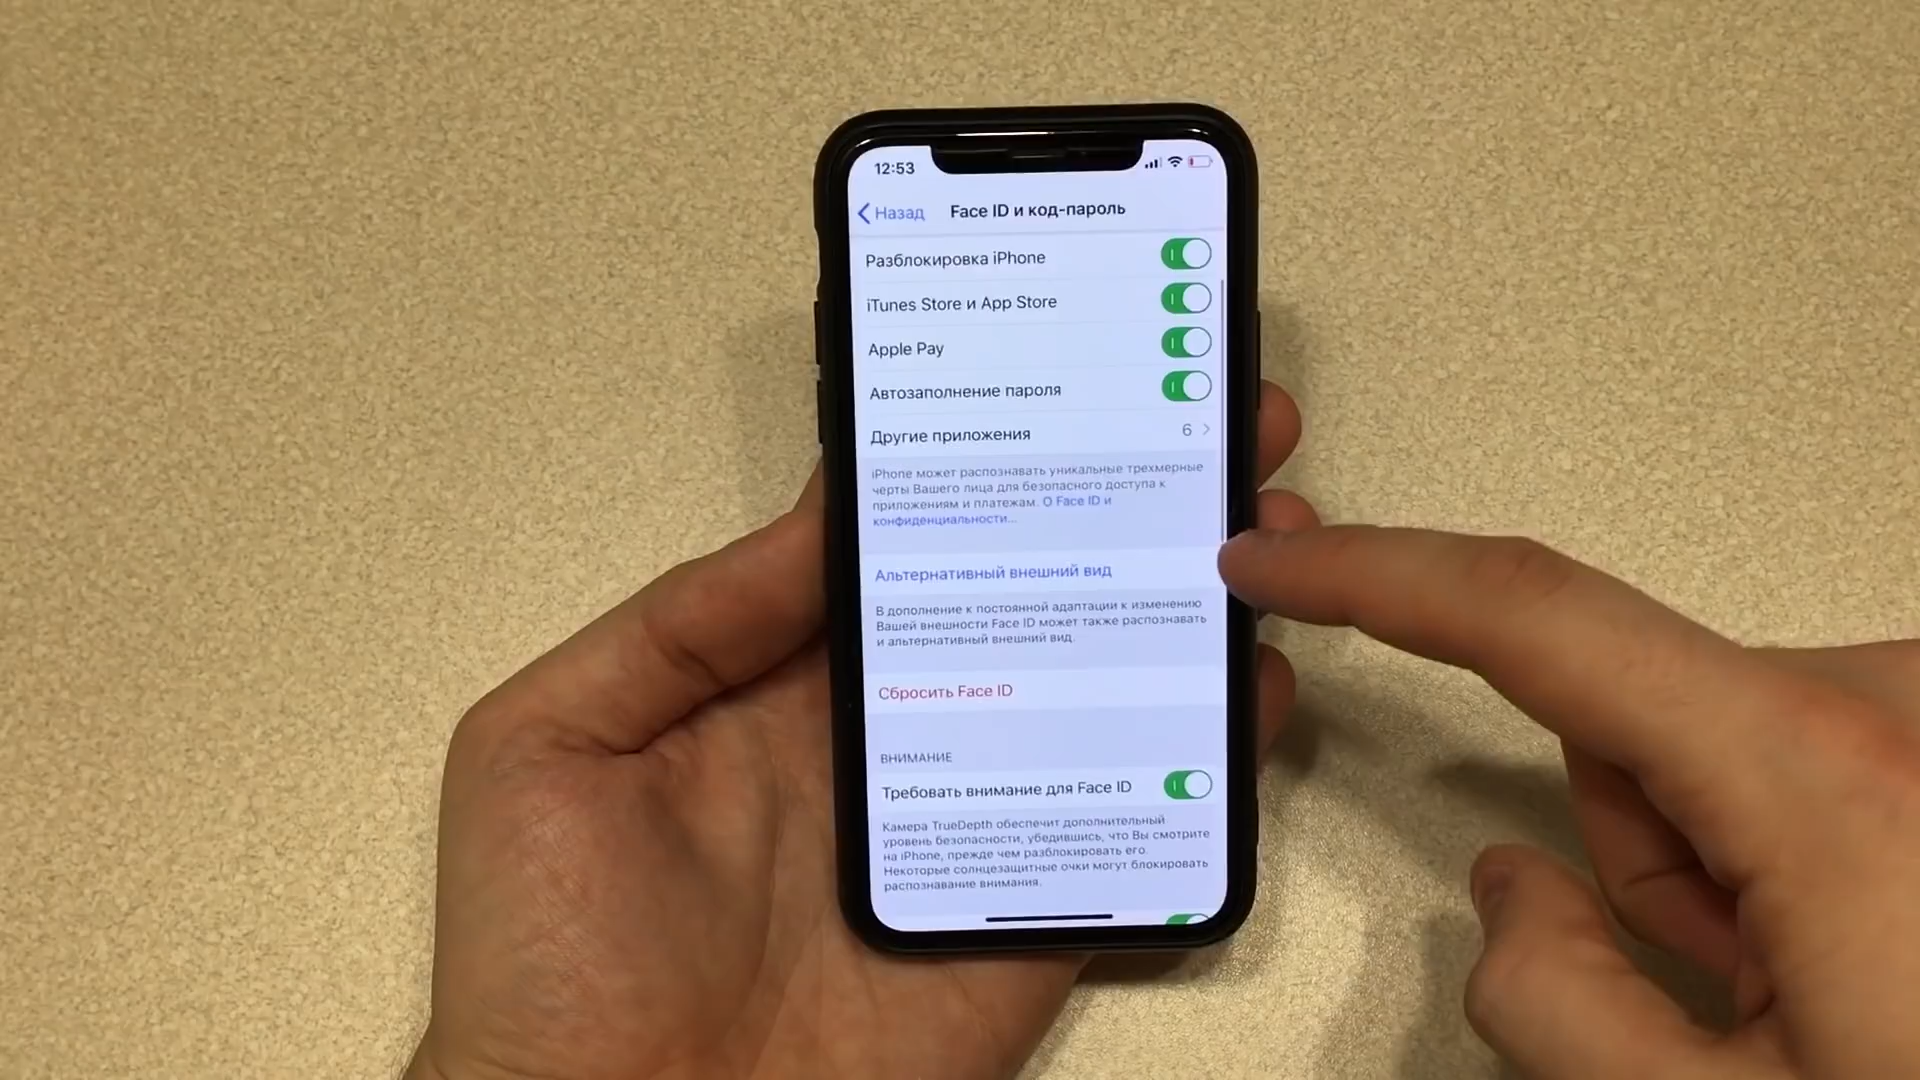 12:53
Назад Face ID и код-пароль
Разблокировка iPhone
iTunes Store и App Store
Apple Pay
Автозаполнение пароля
Другие приложения 6
iPhone может распознавать уникальные трехмерные
черты Вашего лица для безопасного доступа к
приложениям и платежам. О Face ID и
конфиденциальности...
Альтернативный внешний вид
В дополнение к постоянной адаптации к изменению
Вашей внешности Face ID может также распознавать
и альтернативный внешний вид.
Сбросить Face ID
ВНИМАНИЕ
Требовать внимание для Face ID
Камера TrueDepth обеспечит дополнительный
уровень безопасности, убедившись, что Вы смотрите
на iPhone, прежде чем разблокировать его.
Некоторые солнцезащитные очки могут блокировать
распознавание внимания.